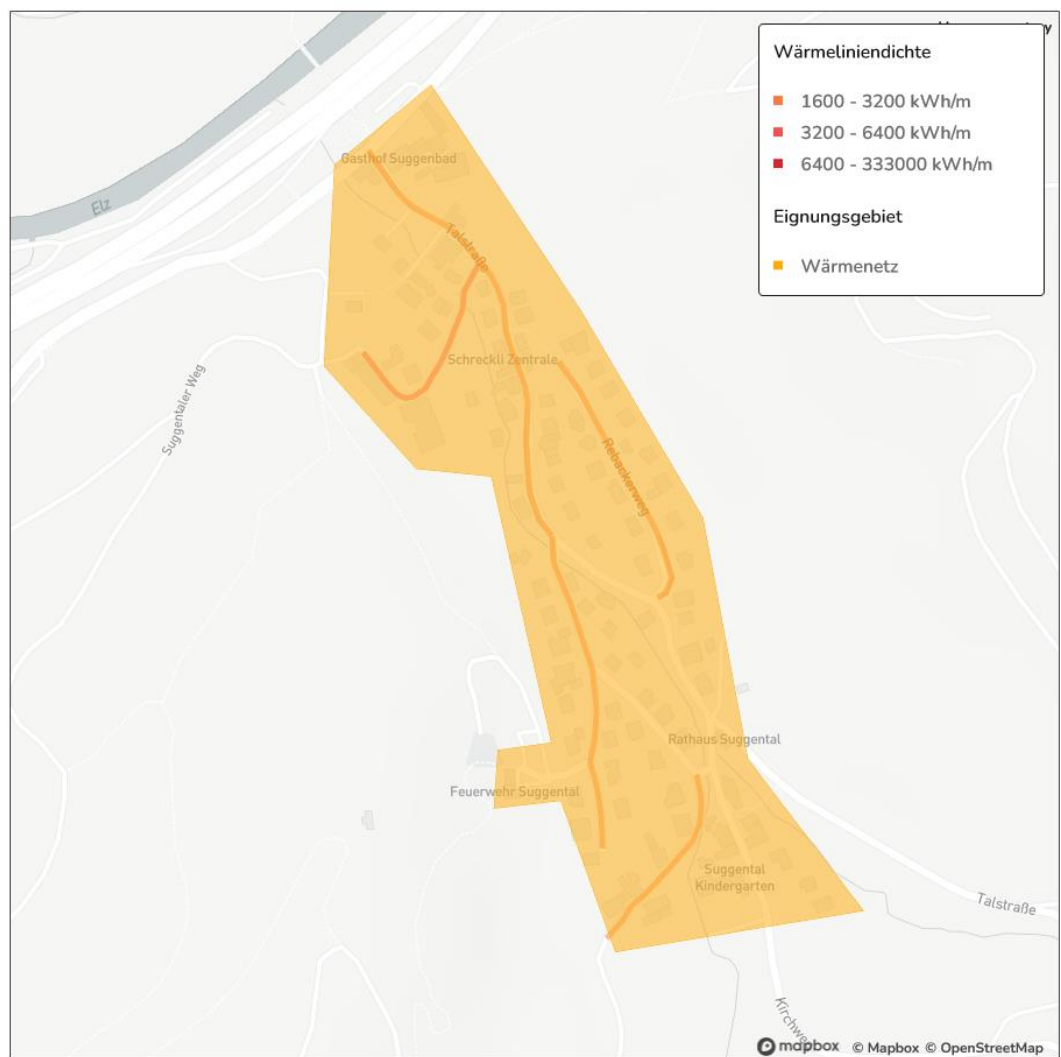 Wärmeliniendichte
1600 - 3200 kWh/m
3200 - 6400 kWh/m
6400 - 333000 kWh/m
Eignungsgebiet
Wärmenetz
Gasthof Suggenbad
Elz
Talstraße
Schreckli Zentrale
Suggentaler Weg
Rebackerweg
Rathaus Suggental
Feuerwehr Suggental
Suggental
Kindergarten
Talstraße
mapbox © Mapbox © OpenStreetMap